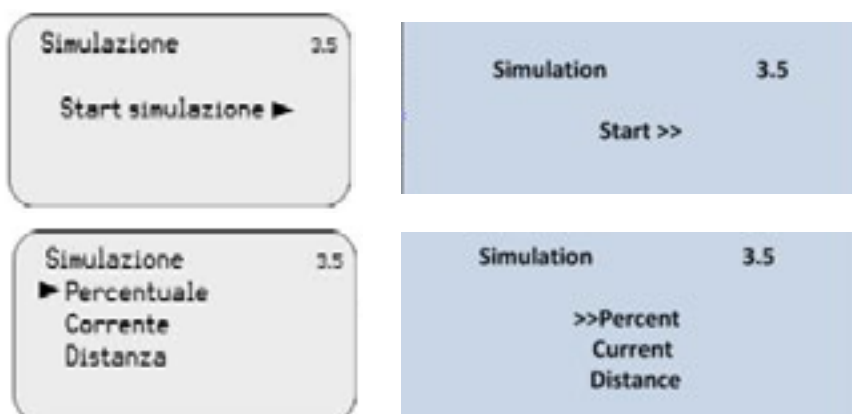 Simulazione 3.5
Start simulazione ►
Simulation 3.5
Start >>
Simulazione 3.5
►Percentuale
Corrente
Distanza
Simulation 3.5
>>Percent
Current
Distance